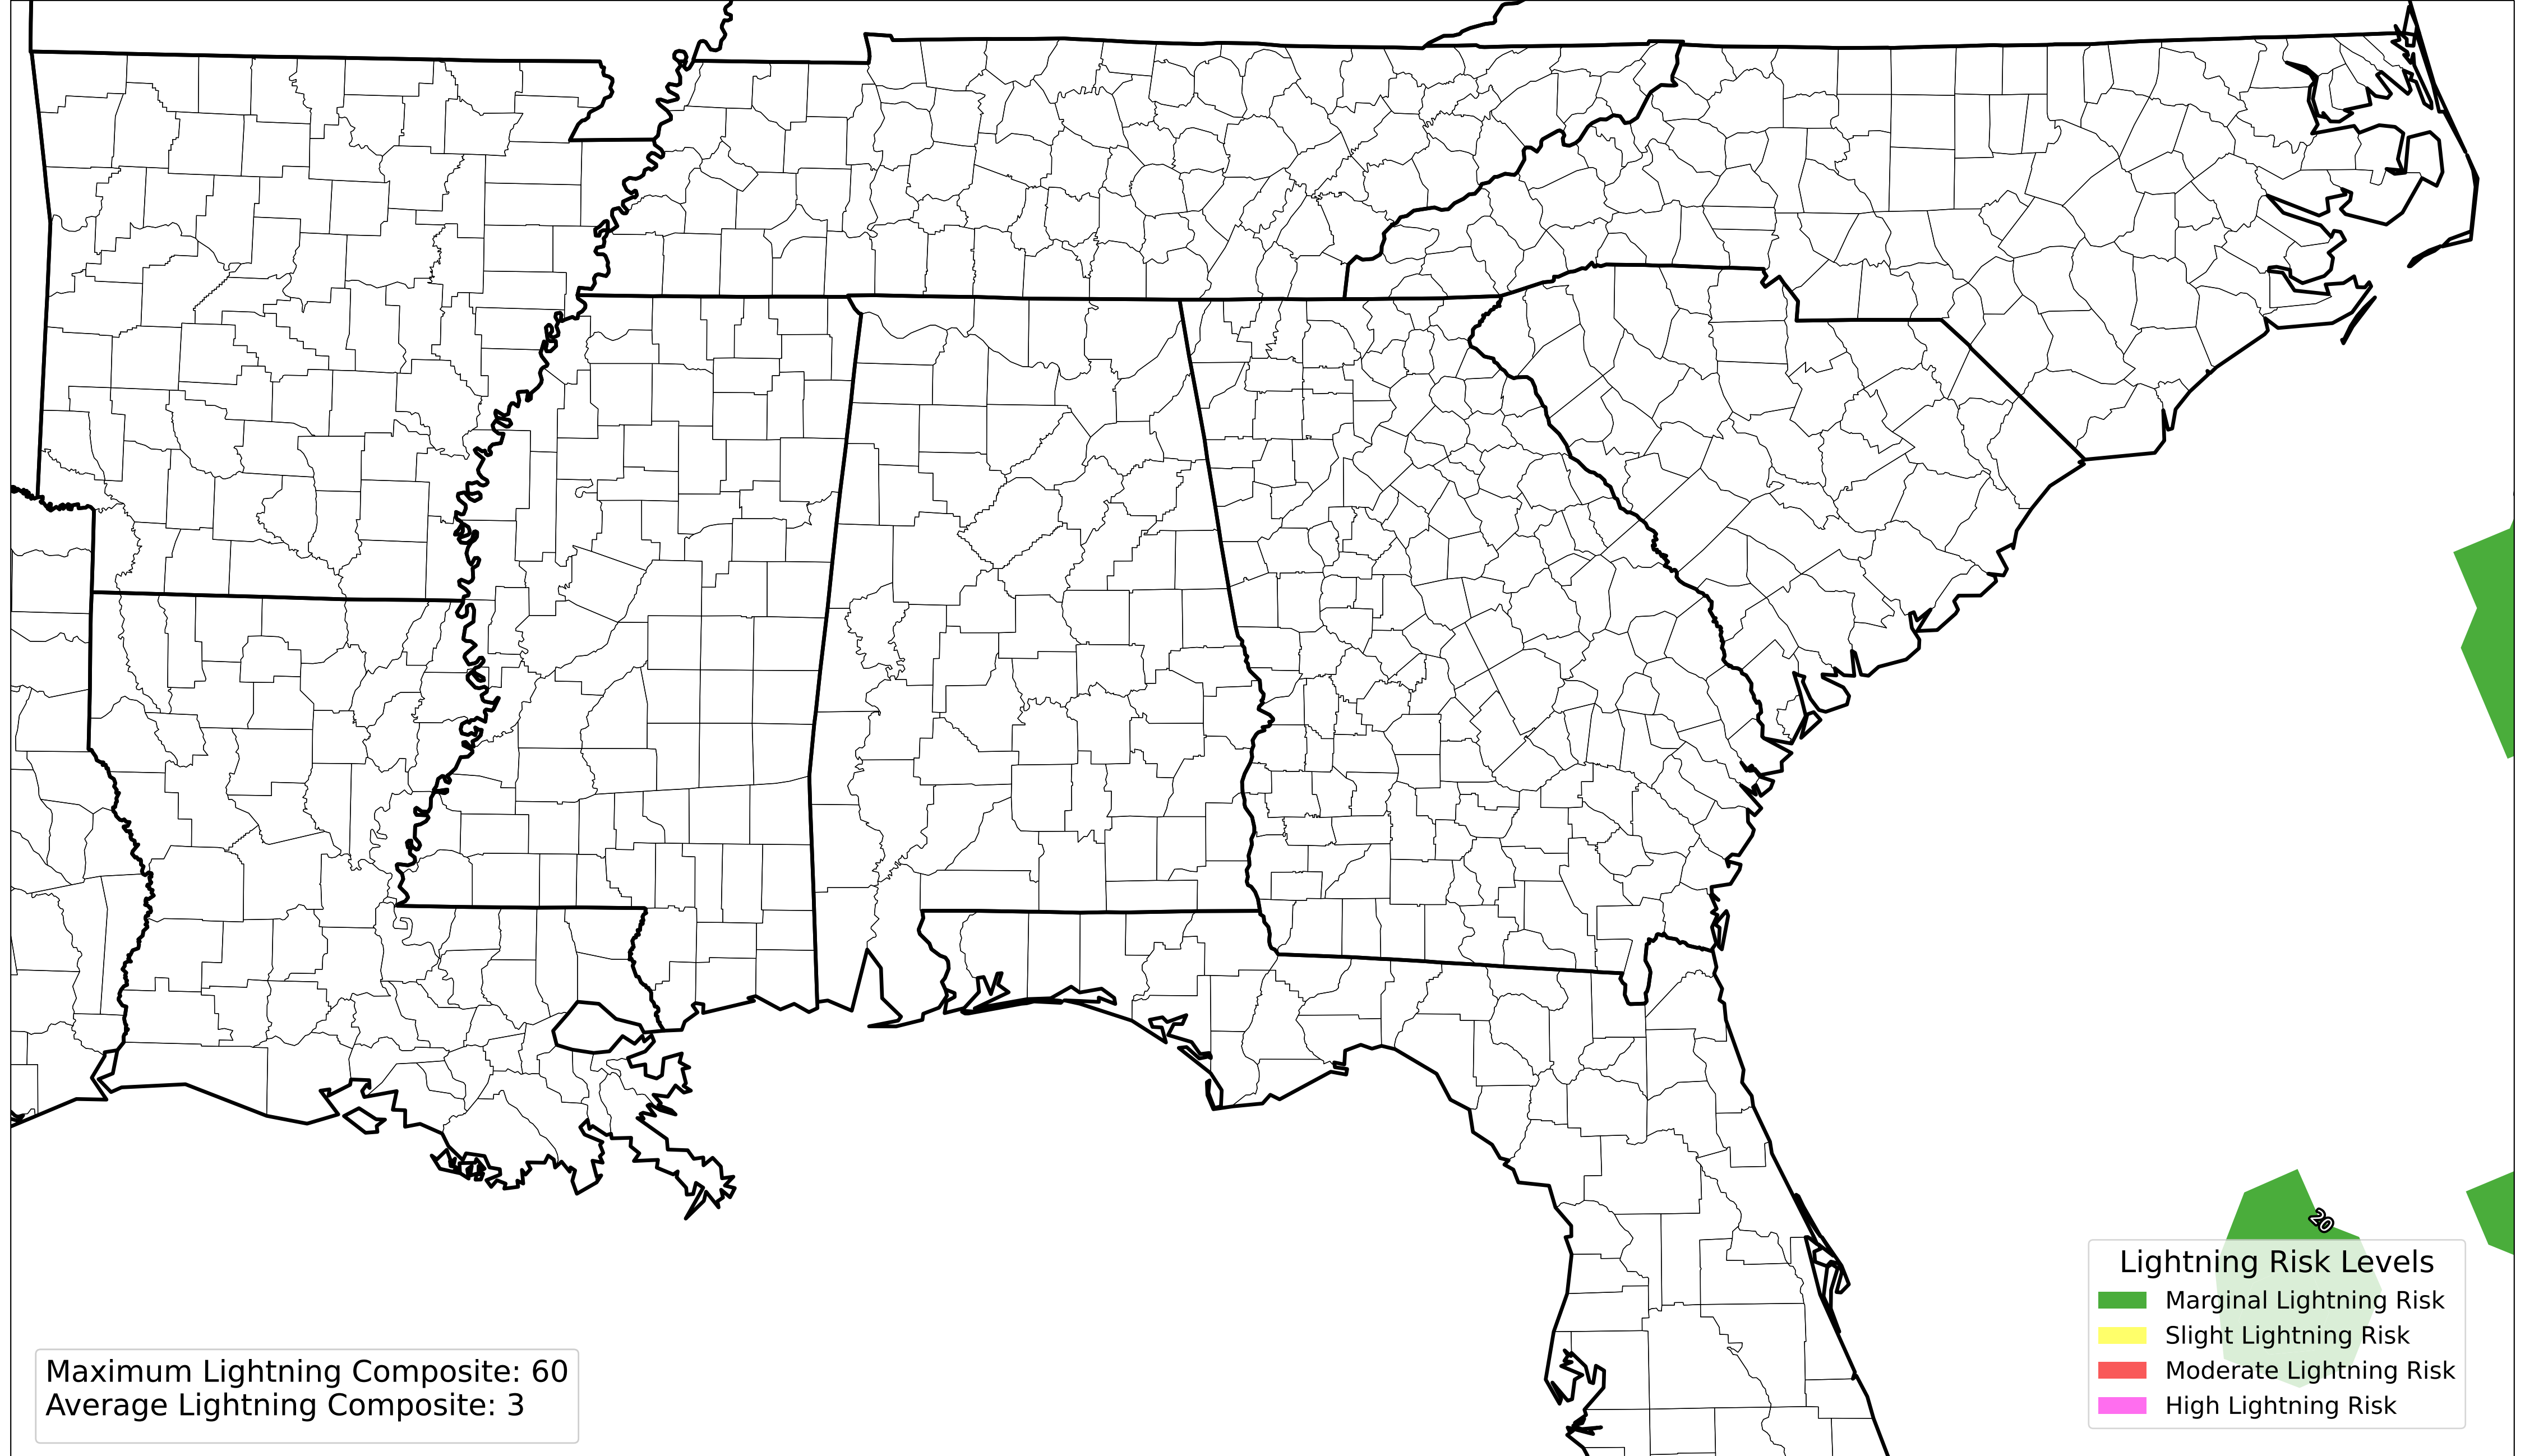 20
Lightning Risk Levels
Marginal Lightning Risk
Slight Lightning Risk
Moderate Lightning Risk
High Lightning Risk
Maximum Lightning Composite: 60
Average Lightning Composite: 3